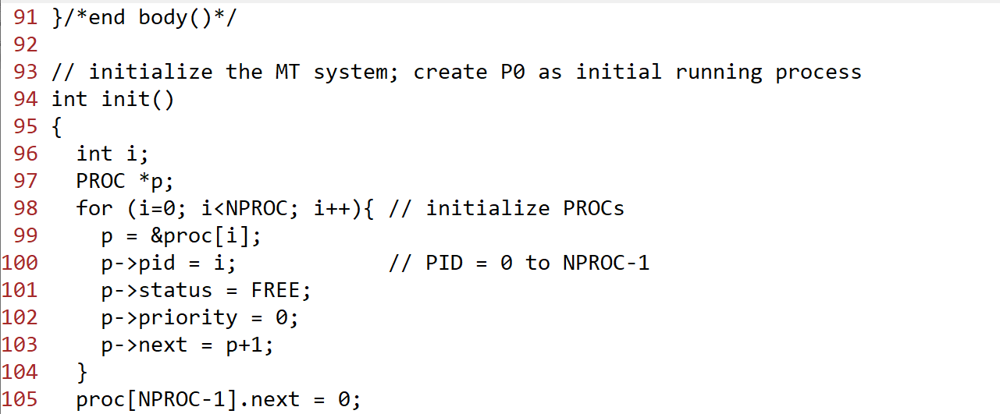 91 }/*end body()*/
92
93 // initialize the MT system; create P0 as initial running process
94 int init()
95 {
96   int i;
97   PROC *p;
98   for (i=0; i<NPROC; i++){ // initialize PROCs
99     p = &proc[i];
100     p->pid = i;            // PID = 0 to NPROC-1
101     p->status = FREE;
102     p->priority = 0;
103     p->next = p+1;
104   }
105   proc[NPROC-1].next = 0;